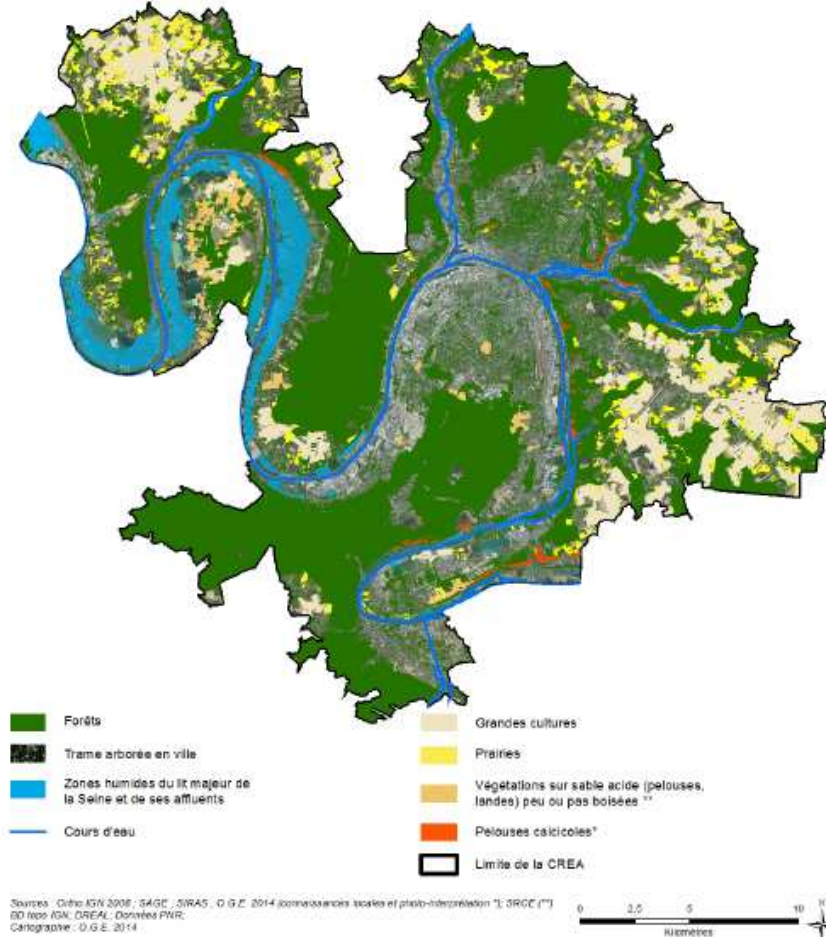 Forêts
Trame arborée en ville
Zones humides du lit majeur de
la Seine et de ses affluents
Cours d'eau
Grandes cultures
Prairies
Végétations sur sable acide (pelouses,
landes) peu ou pas boisées **
Pelouses calcicoles*
Limite de la CREA
Sources : Ortho IGN 2008 ; SAGE ; SIRAS ; O.G.E. 2014 (connaissances locales et photo-interprétation *); SRCE (**)
BD topo IGN; DREAL; Données PNR;
Cartographie : O.G.E. 2014
0 2,5 5 10
Kilomètres
N